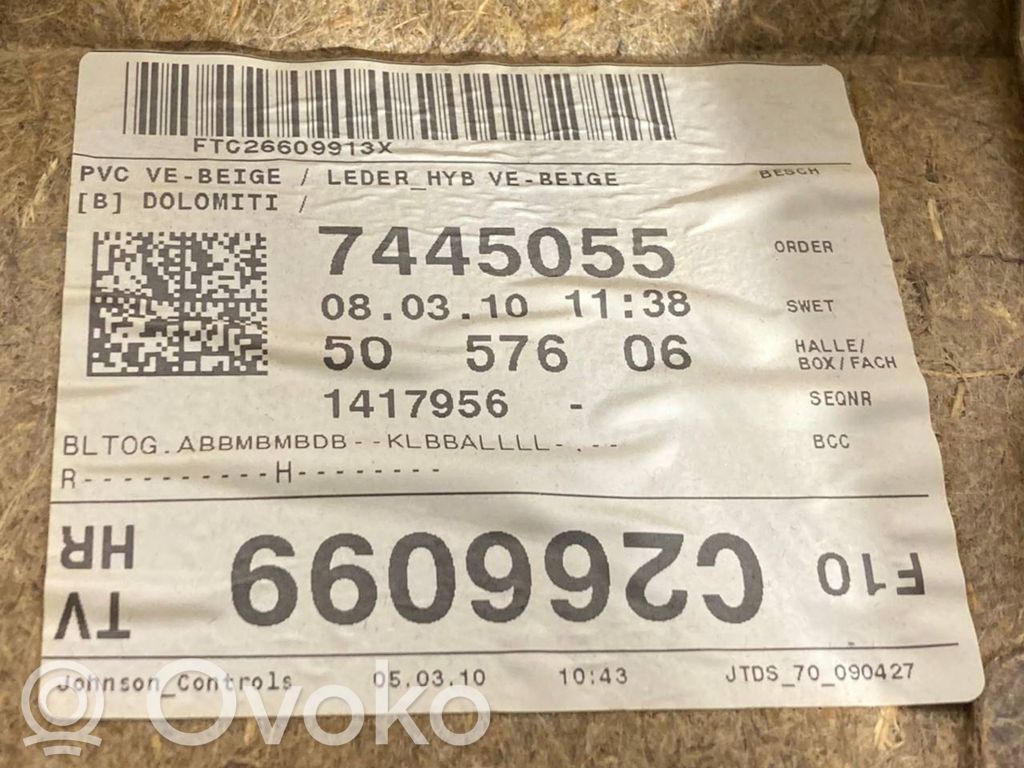 FTC26609913X
PVC VE-BEIGE / LEDER_HYB VE-BEIGE BESCH
[B] DOLOMITI /
7445055 ORDER
08.03.10 11:38 SWET
50 576 06 HALLE/
BOX/FACH
1417956 - SEQNR
BLTOG.ABBMBMBDB--KLBBALLLL-.-.-- BCC
R----------H--------
F10 C266099 TV
HR
Johnson_Controls 05.03.10 10:43 JTDS_70_090427
Ovoko